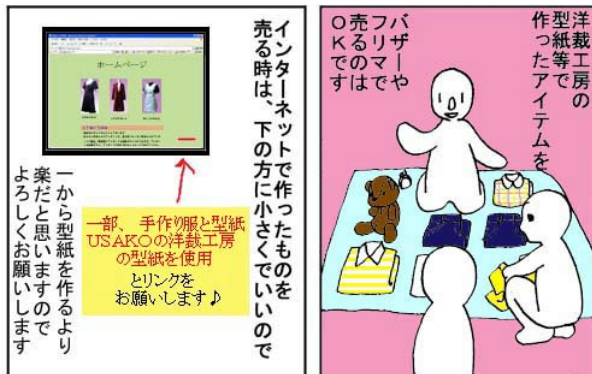 洋裁工房の
型紙等で
作ったアイテムを
バザーや
フリマで
売るのは
OKです
インターネットで作ったものを
売る時は、下の方に小さくでいいので
ホームページ
一部、手作り服と型紙
USAKOの洋裁工房
の型紙を使用
とリンクを
お願いします♪
一から型紙を作るより
楽だと思いますので
よろしくお願いします